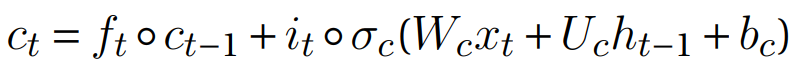 c_t = f_t ∘ c_{t−1} + i_t ∘ σ_c(W_c x_t + U_c h_{t−1} + b_c)